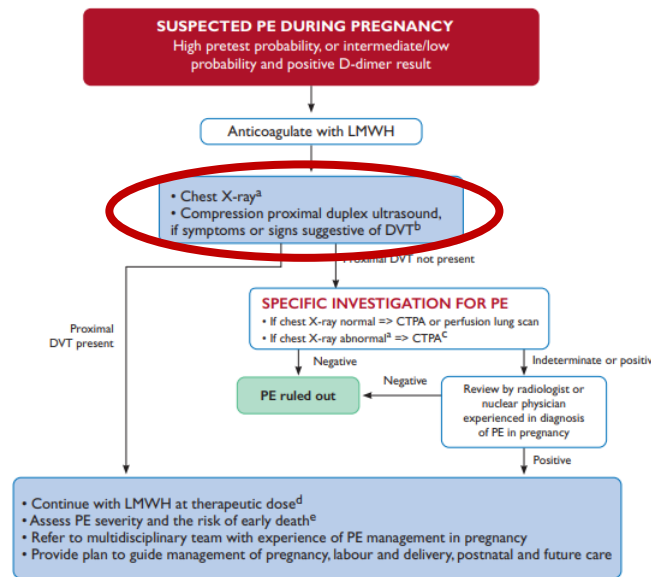 SUSPECTED PE DURING PREGNANCY
High pretest probability, or intermediate/low
probability and positive D-dimer result
Anticoagulate with LMWH
• Chest X-rayᵃ
• Compression proximal duplex ultrasound,
if symptoms or signs suggestive of DVTᵇ
Proximal DVT not present
Proximal
DVT present
SPECIFIC INVESTIGATION FOR PE
• If chest X-ray normal => CTPA or perfusion lung scan
• If chest X-ray abnormalᵃ => CTPAᶜ
Negative
Indeterminate or positive
PE ruled out
Negative
Review by radiologist or
nuclear physician
experienced in diagnosis
of PE in pregnancy
Positive
• Continue with LMWH at therapeutic doseᵈ
• Assess PE severity and the risk of early deathᵉ
• Refer to multidisciplinary team with experience of PE management in pregnancy
• Provide plan to guide management of pregnancy, labour and delivery, postnatal and future care